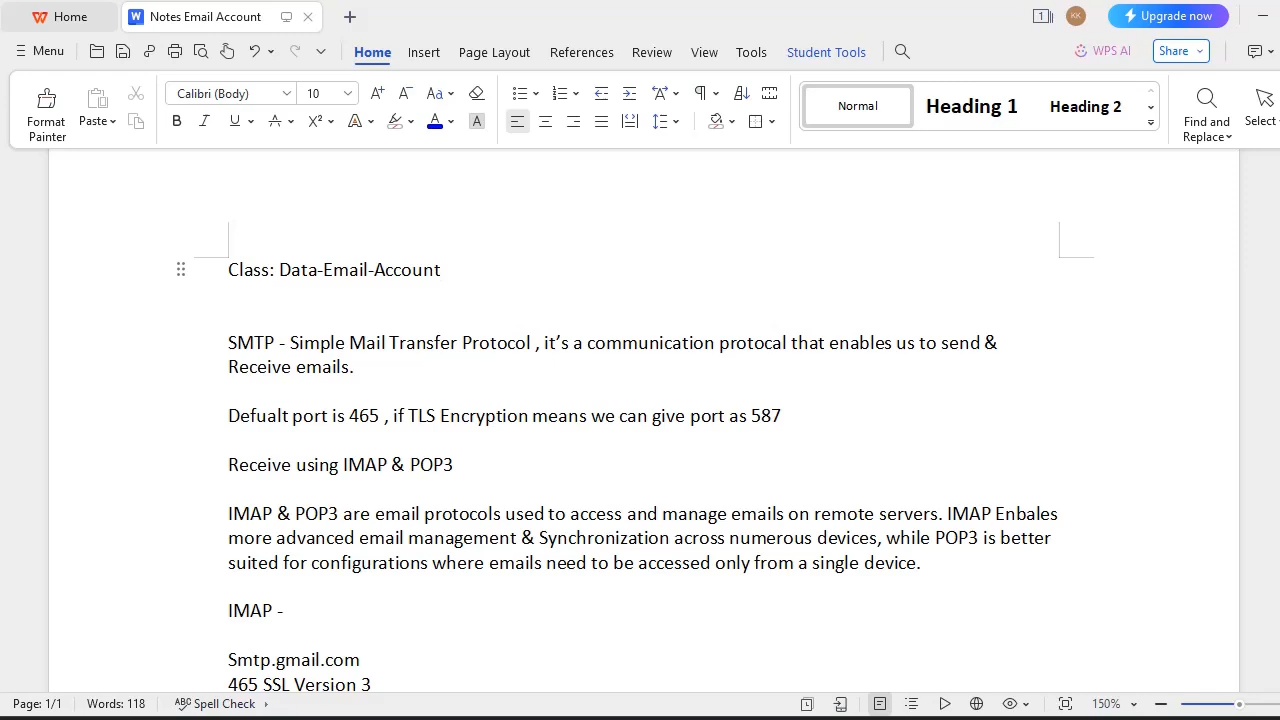 Home
Notes Email Account
1
KK
Upgrade now
Menu
Home
Insert
Page Layout
References
Review
View
Tools
Student Tools
WPS AI
Share
Format
Painter
Paste
Calibri (Body)
10
Normal
Heading 1
Heading 2
Find and
Replace
Select
Class: Data-Email-Account
SMTP - Simple Mail Transfer Protocol , it’s a communication protocal that enables us to send &
Receive emails.
Defualt port is 465 , if TLS Encryption means we can give port as 587
Receive using IMAP & POP3
IMAP & POP3 are email protocols used to access and manage emails on remote servers. IMAP Enbales
more advanced email management & Synchronization across numerous devices, while POP3 is better
suited for configurations where emails need to be accessed only from a single device.
IMAP -
Smtp.gmail.com
465 SSL Version 3
Page: 1/1
Words: 118
Spell Check
150%